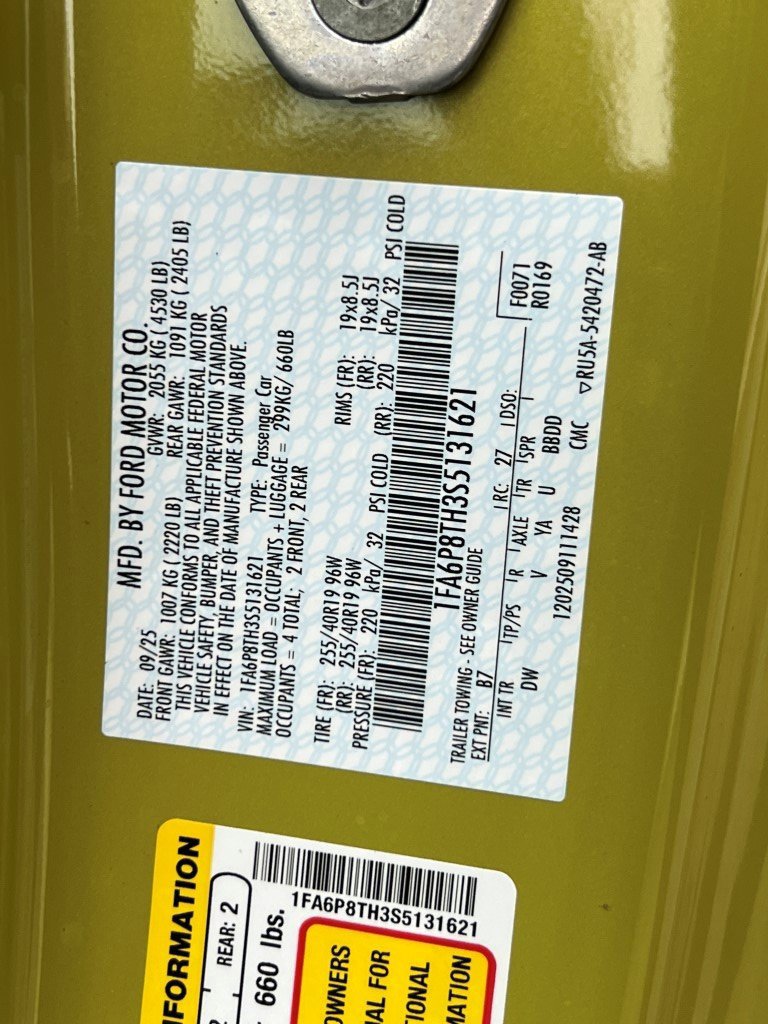 MFD. BY FORD MOTOR CO.
DATE: 09/25 GVWR: 2055 KG ( 4530 LB)
FRONT GAWR: 1007 KG ( 2220 LB) REAR GAWR: 1091 KG ( 2405 LB)
THIS VEHICLE CONFORMS TO ALL APPLICABLE FEDERAL MOTOR
VEHICLE SAFETY, BUMPER, AND THEFT PREVENTION STANDARDS
IN EFFECT ON THE DATE OF MANUFACTURE SHOWN ABOVE.
VIN: 1FA6P8TH3S5131621 TYPE: Passenger Car
MAXIMUM LOAD = OCCUPANTS + LUGGAGE = 299KG/ 660LB
OCCUPANTS = 4 TOTAL; 2 FRONT, 2 REAR
TIRE (FR): 255/40R19 96W RIMS (FR): 19x8.5J
(RR): 255/40R19 96W (RR): 19x8.5J
PRESSURE (FR): 220 kPa/ 32 PSI COLD (RR): 220 kPa/ 32 PSI COLD
1FA6P8TH3S5131621
TRAILER TOWING - SEE OWNER GUIDE
EXT PNT: B7 RC: 27 DSO: F0071
R0169
INT TR TP/PS R AXLE TR SPR
DW V YA U BBDD
1202509111428 CMC ▽RU5A-5420472-AB
FORMATION
REAR: 2
660 lbs.
1FA6P8TH3S5131621
OWNERS
AL FOR
TIONAL
MATION